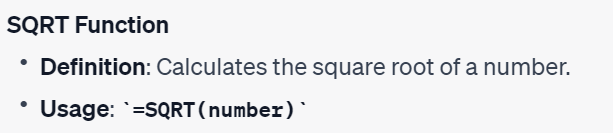 SQRT Function
• Definition: Calculates the square root of a number.
• Usage: `=SQRT(number)`